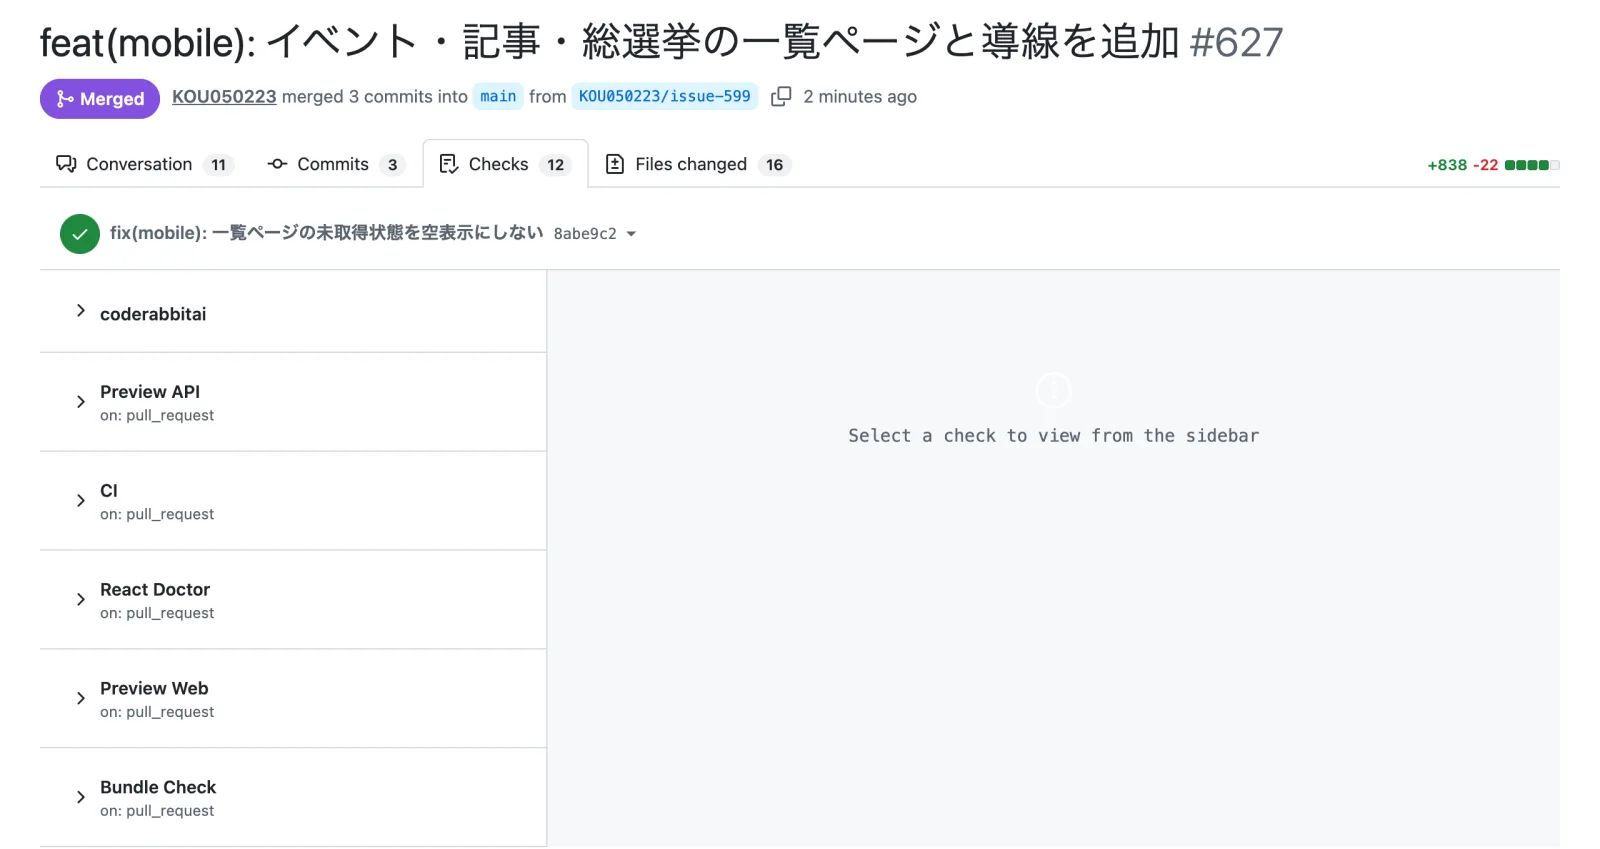 feat(mobile): イベント・記事・総選挙の一覧ページと導線を追加 #627
Merged KOU050223 merged 3 commits into main from KOU050223/issue-599 2 minutes ago
Conversation 11 Commits 3 Checks 12 Files changed 16 +838 -22
fix(mobile): 一覧ページの未取得状態を空表示にしない 8abe9c2
coderabbitai
Preview API
on: pull_request
CI
on: pull_request
React Doctor
on: pull_request
Preview Web
on: pull_request
Bundle Check
on: pull_request
Select a check to view from the sidebar